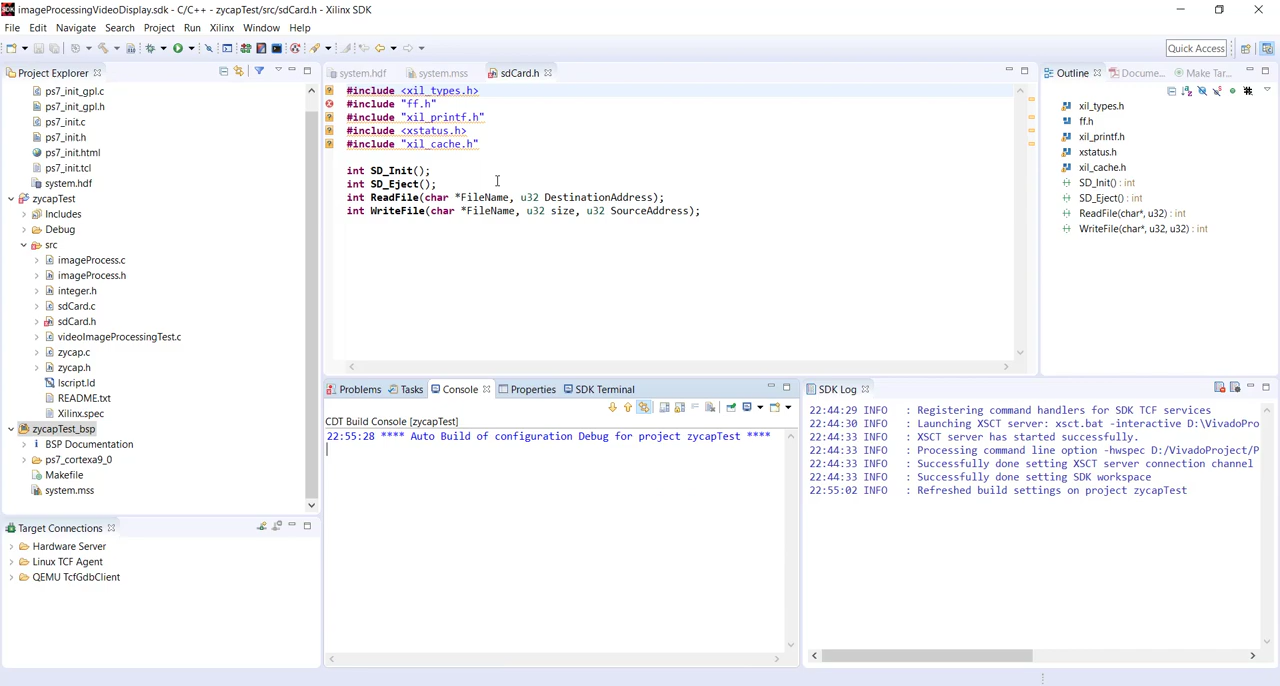 imageProcessingVideoDisplay.sdk - C/C++ - zycapTest/src/sdCard.h - Xilinx SDK
File Edit Navigate Search Project Run Xilinx Window Help
Quick Access
Project Explorer
ps7_init_gpl.c
ps7_init_gpl.h
ps7_init.c
ps7_init.h
ps7_init.html
ps7_init.tcl
system.hdf
zycapTest
Includes
Debug
src
imageProcess.c
imageProcess.h
integer.h
sdCard.c
sdCard.h
videoImageProcessingTest.c
zycap.c
zycap.h
lscript.ld
README.txt
Xilinx.spec
zycapTest_bsp
BSP Documentation
ps7_cortexa9_0
Makefile
system.mss
Target Connections
Hardware Server
Linux TCF Agent
QEMU TcfGdbClient
system.hdf system.mss sdCard.h
#include <xil_types.h>
#include "ff.h"
#include "xil_printf.h"
#include <xstatus.h>
#include "xil_cache.h"
int SD_Init();
int SD_Eject();
int ReadFile(char *FileName, u32 DestinationAddress);
int WriteFile(char *FileName, u32 size, u32 SourceAddress);
Outline Docume... Make Tar...
xil_types.h
ff.h
xil_printf.h
xstatus.h
xil_cache.h
SD_Init() : int
SD_Eject() : int
ReadFile(char*, u32) : int
WriteFile(char*, u32, u32) : int
Problems Tasks Console Properties SDK Terminal
CDT Build Console [zycapTest]
22:55:28 **** Auto Build of configuration Debug for project zycapTest ****
SDK Log
22:44:29 INFO : Registering command handlers for SDK TCF services
22:44:30 INFO : Launching XSCT server: xsct.bat -interactive D:\VivadoPro
22:44:33 INFO : XSCT server has started successfully.
22:44:33 INFO : Processing command line option -hwspec D:/VivadoProject/P
22:44:33 INFO : Successfully done setting XSCT server connection channel
22:44:33 INFO : Successfully done setting SDK workspace
22:55:02 INFO : Refreshed build settings on project zycapTest